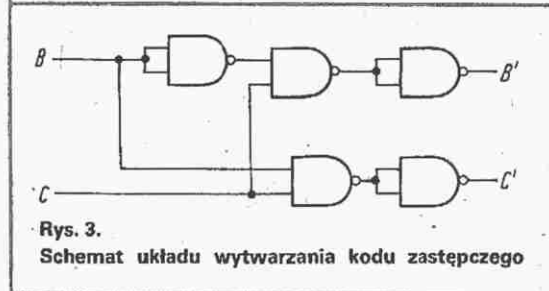 B
B'
C
C'
Rys. 3.
Schemat układu wytwarzania kodu zastępczego